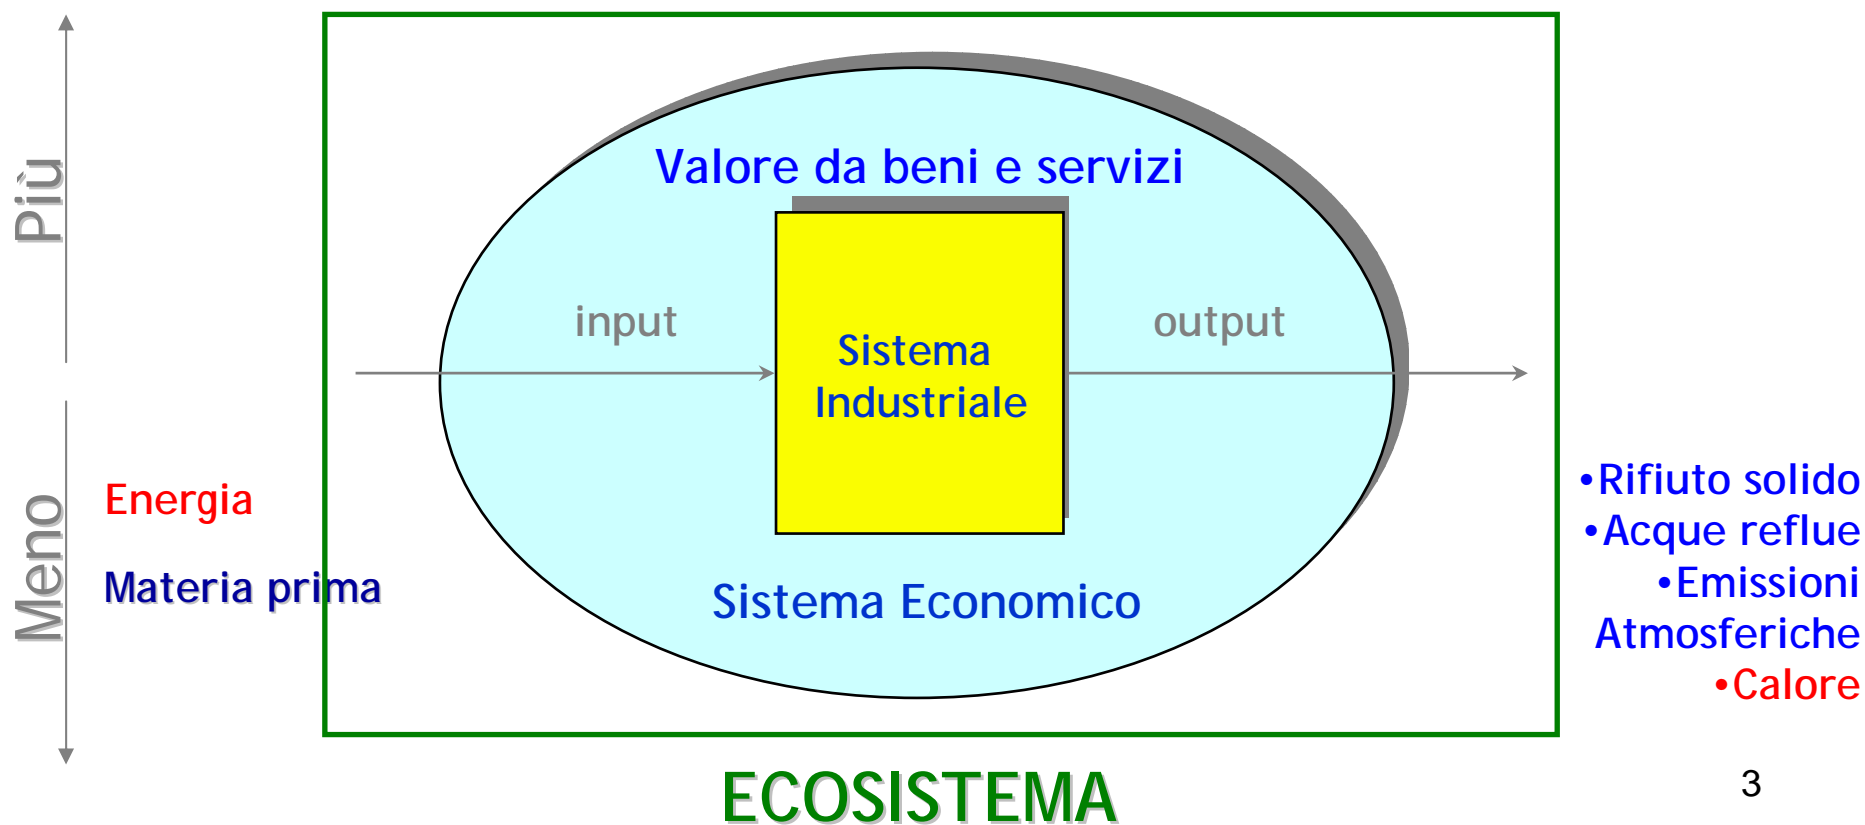 Più
Valore da beni e servizi
input
output
Sistema
Industriale
Meno
Energia
Materia prima
Sistema Economico
•Rifiuto solido
•Acque reflue
•Emissioni
Atmosferiche
•Calore
ECOSISTEMA
3